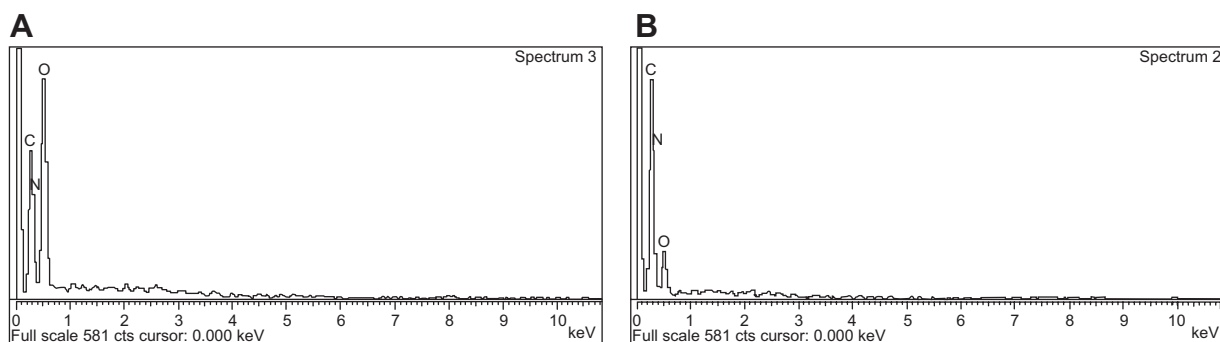 A
Spectrum 3
O
C
N
0 1 2 3 4 5 6 7 8 9 10
Full scale 581 cts cursor: 0.000 keV
keV
B
Spectrum 2
C
N
O
0 1 2 3 4 5 6 7 8 9 10
Full scale 581 cts cursor: 0.000 keV
keV